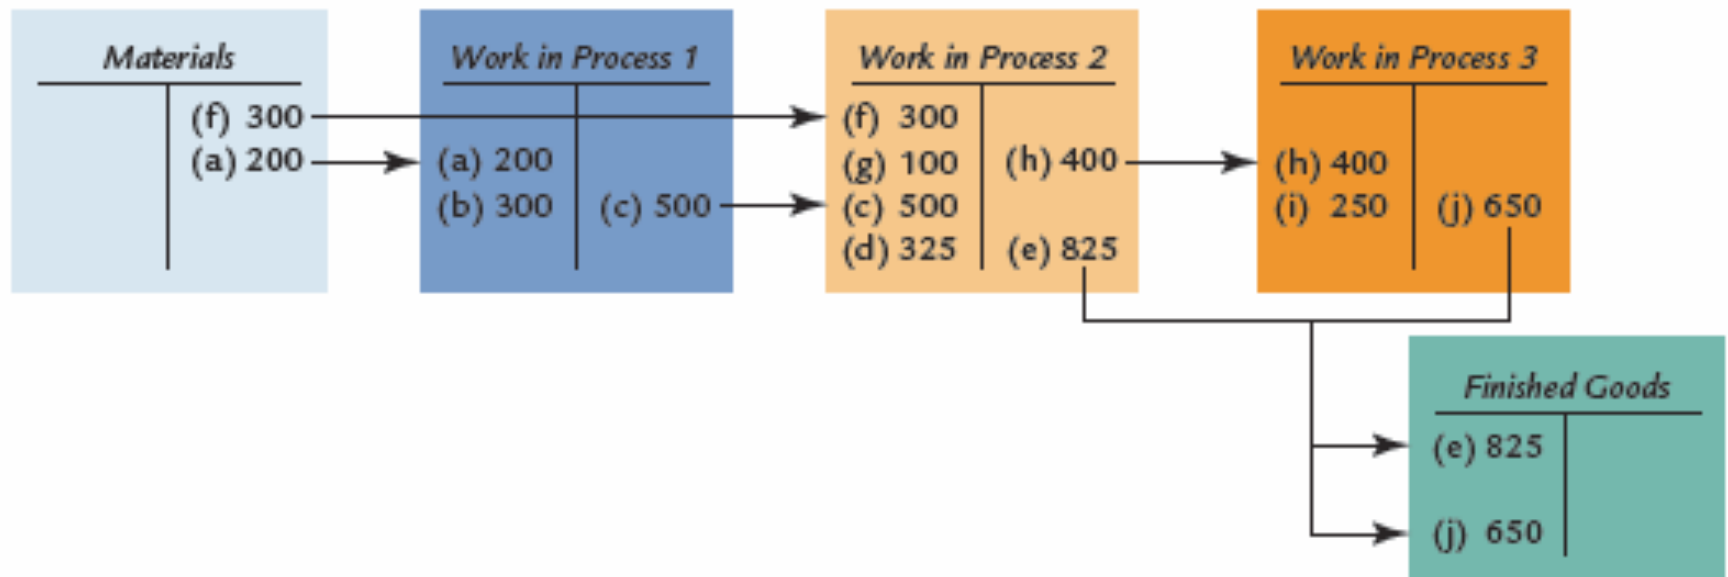 Materials
(f) 300
(a) 200
Work in Process 1
(a) 200
(b) 300
(c) 500
Work in Process 2
(f) 300
(g) 100
(c) 500
(d) 325
(h) 400
(e) 825
Work in Process 3
(h) 400
(i) 250
(j) 650
Finished Goods
(e) 825
(j) 650